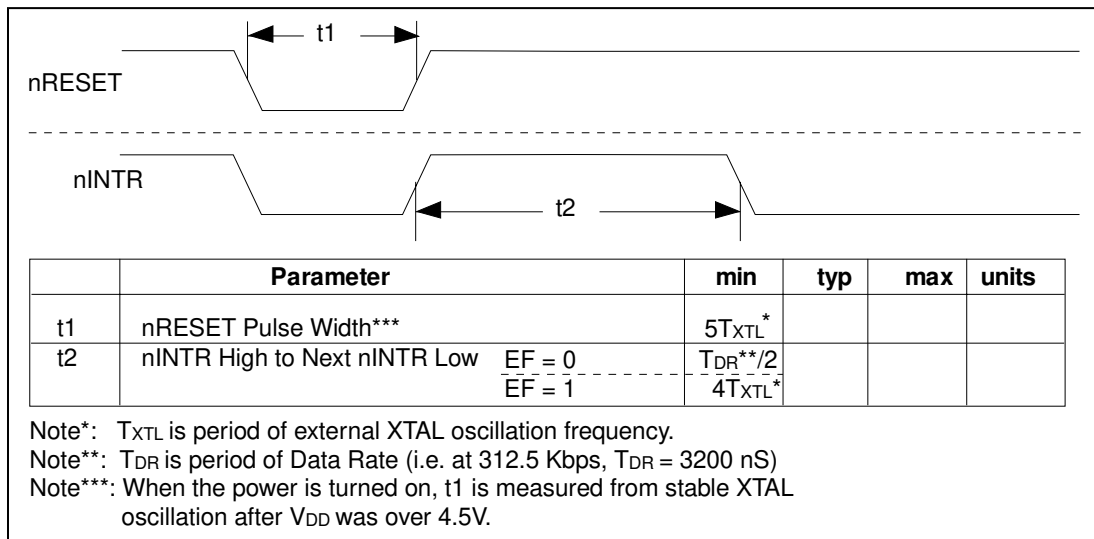 t1
nRESET
nINTR
t2
Parameter min typ max units
t1 nRESET Pulse Width*** 5TXTL*
t2 nINTR High to Next nINTR Low EF = 0 TDR**/2
EF = 1 4TXTL*
Note*: TXTL is period of external XTAL oscillation frequency.
Note**: TDR is period of Data Rate (i.e. at 312.5 Kbps, TDR = 3200 nS)
Note***: When the power is turned on, t1 is measured from stable XTAL
oscillation after VDD was over 4.5V.